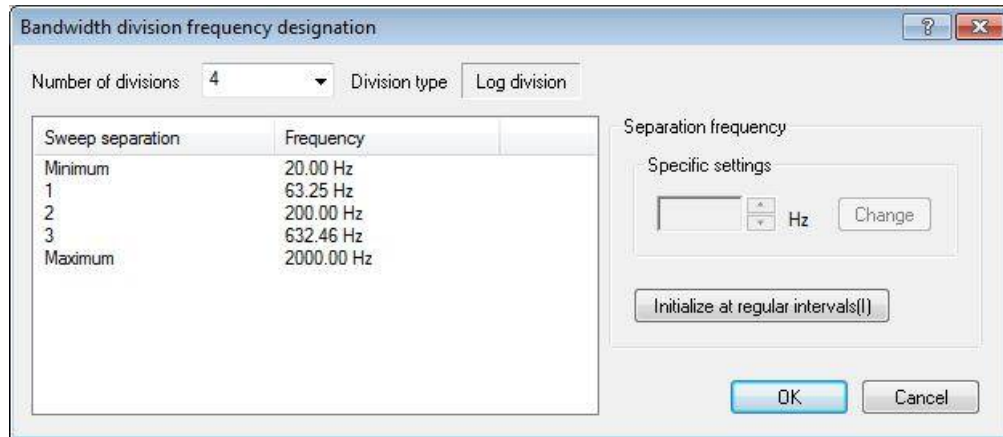 Bandwidth division frequency designation
Number of divisions 4 Division type Log division
Sweep separation Frequency
Minimum 20.00 Hz
1 63.25 Hz
2 200.00 Hz
3 632.46 Hz
Maximum 2000.00 Hz
Separation frequency
Specific settings
Hz Change
Initialize at regular intervals(I)
OK Cancel